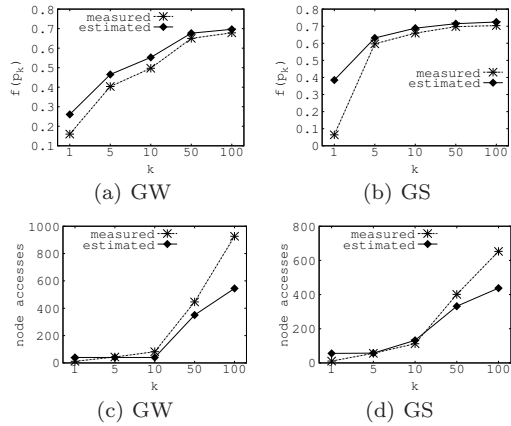 0.8
0.7
0.6
0.5
0.4
0.3
0.2
0.1
f(pk)
measured
estimated
1 5 10 50 100
k
(a) GW
0.8
0.7
0.6
0.5
0.4
0.3
0.2
0.1
0
f(pk)
measured
estimated
1 5 10 50 100
k
(b) GS
1000
800
600
400
200
0
node accesses
measured
estimated
1 5 10 50 100
k
(c) GW
800
600
400
200
0
node accesses
measured
estimated
1 5 10 50 100
k
(d) GS